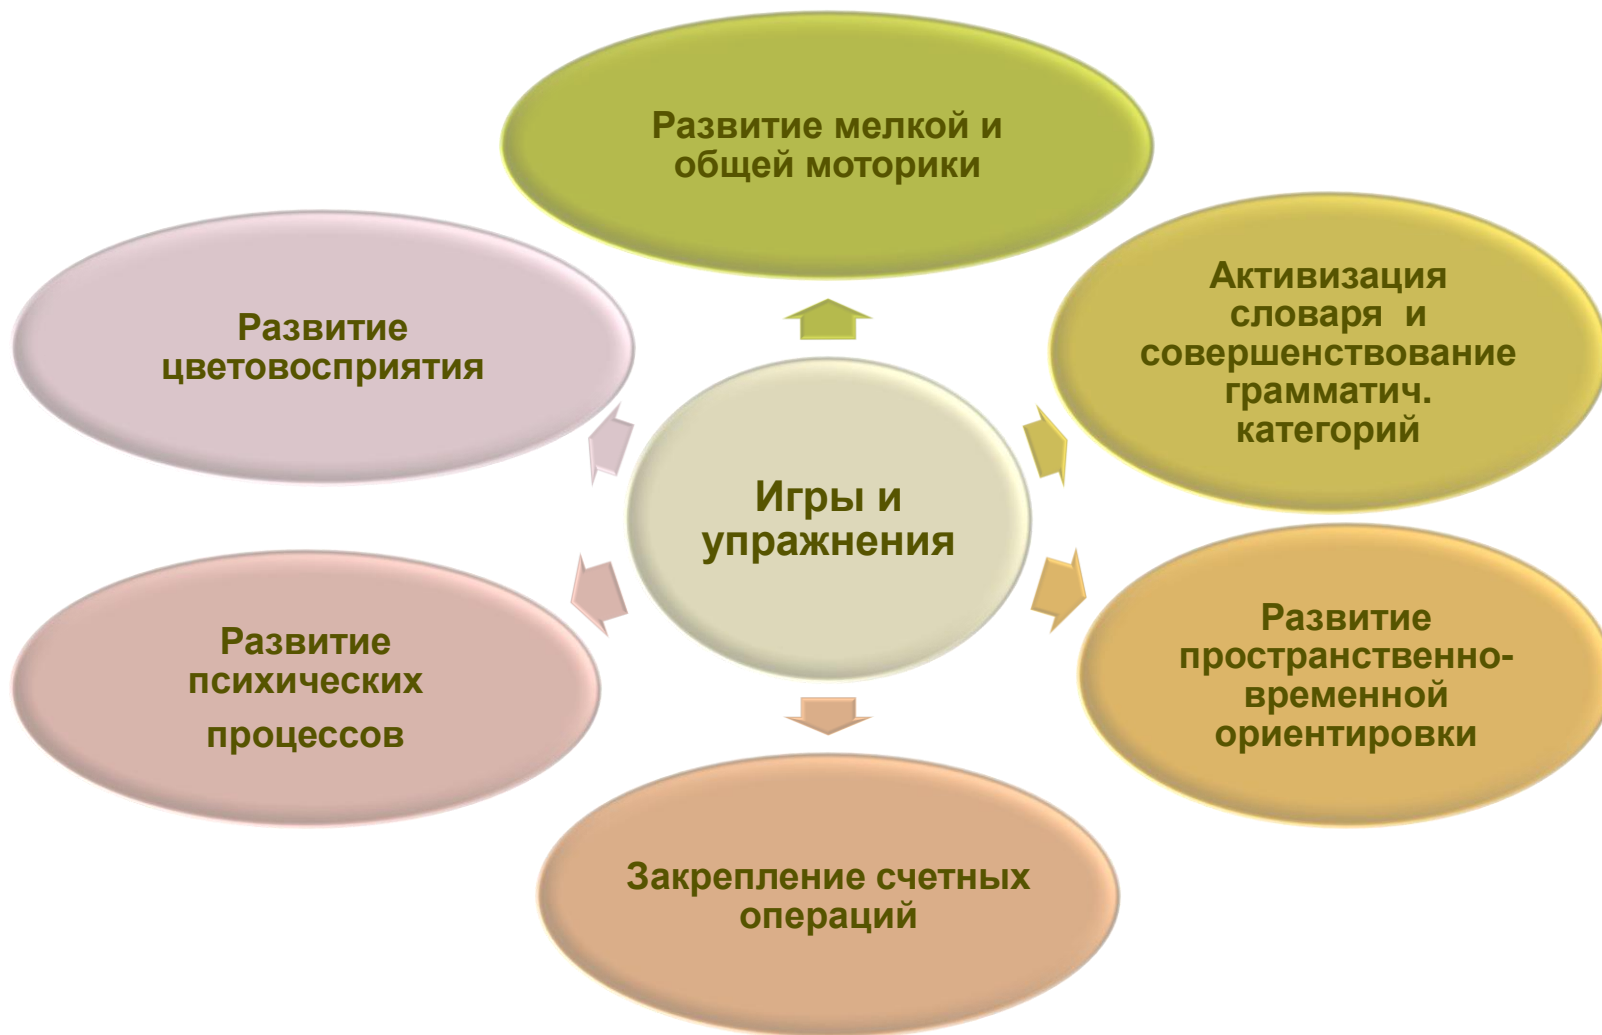 Развитие мелкой и
общей моторики
Активизация
словаря и
совершенствование
грамматич.
категорий
Развитие
цветовосприятия
Игры и
упражнения
Развитие
пространственно-
временной
ориентировки
Развитие
психических
процессов
Закрепление счетных
операций